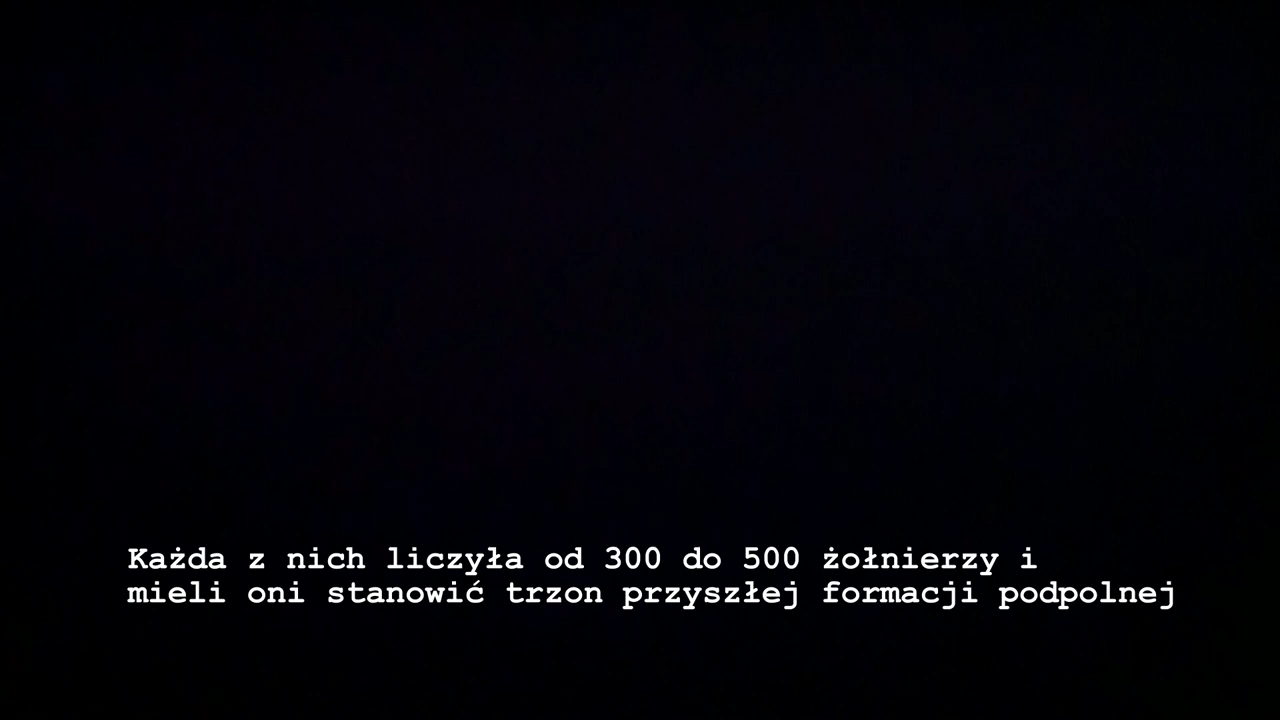 Każda z nich liczyła od 300 do 500 żołnierzy i
mieli oni stanowić trzon przyszłej formacji podpolnej